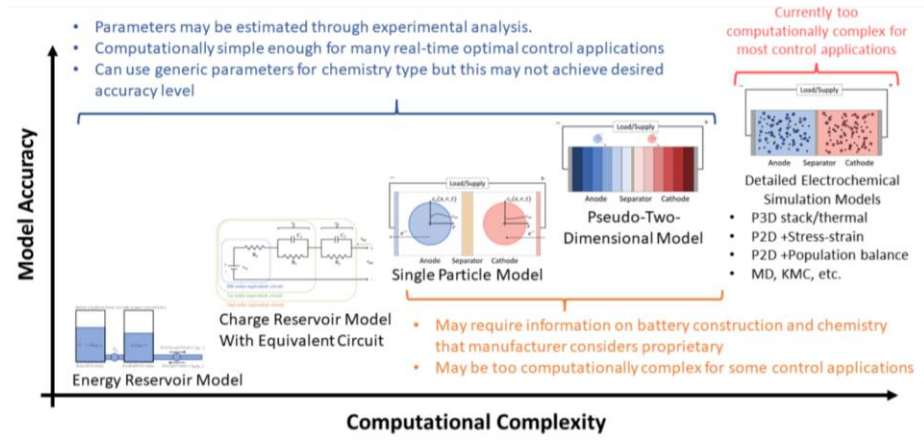 • Parameters may be estimated through experimental analysis.
• Computationally simple enough for many real-time optimal control applications
• Can use generic parameters for chemistry type but this may not achieve desired
accuracy level
Currently too
computationally complex for
most control applications
Load/Supply
Anode Separator Cathode
Detailed Electrochemical
Simulation Models
• P3D stack/thermal
• P2D +Stress-strain
• P2D +Population balance
• MD, KMC, etc.
Load/Supply
Anode Separator Cathode
Pseudo-Two-
Dimensional Model
Load/Supply
Anode Separator Cathode
Single Particle Model
Charge Reservoir Model
With Equivalent Circuit
Energy Reservoir Model
• May require information on battery construction and chemistry
that manufacturer considers proprietary
• May be too computationally complex for some control applications
Model Accuracy
Computational Complexity